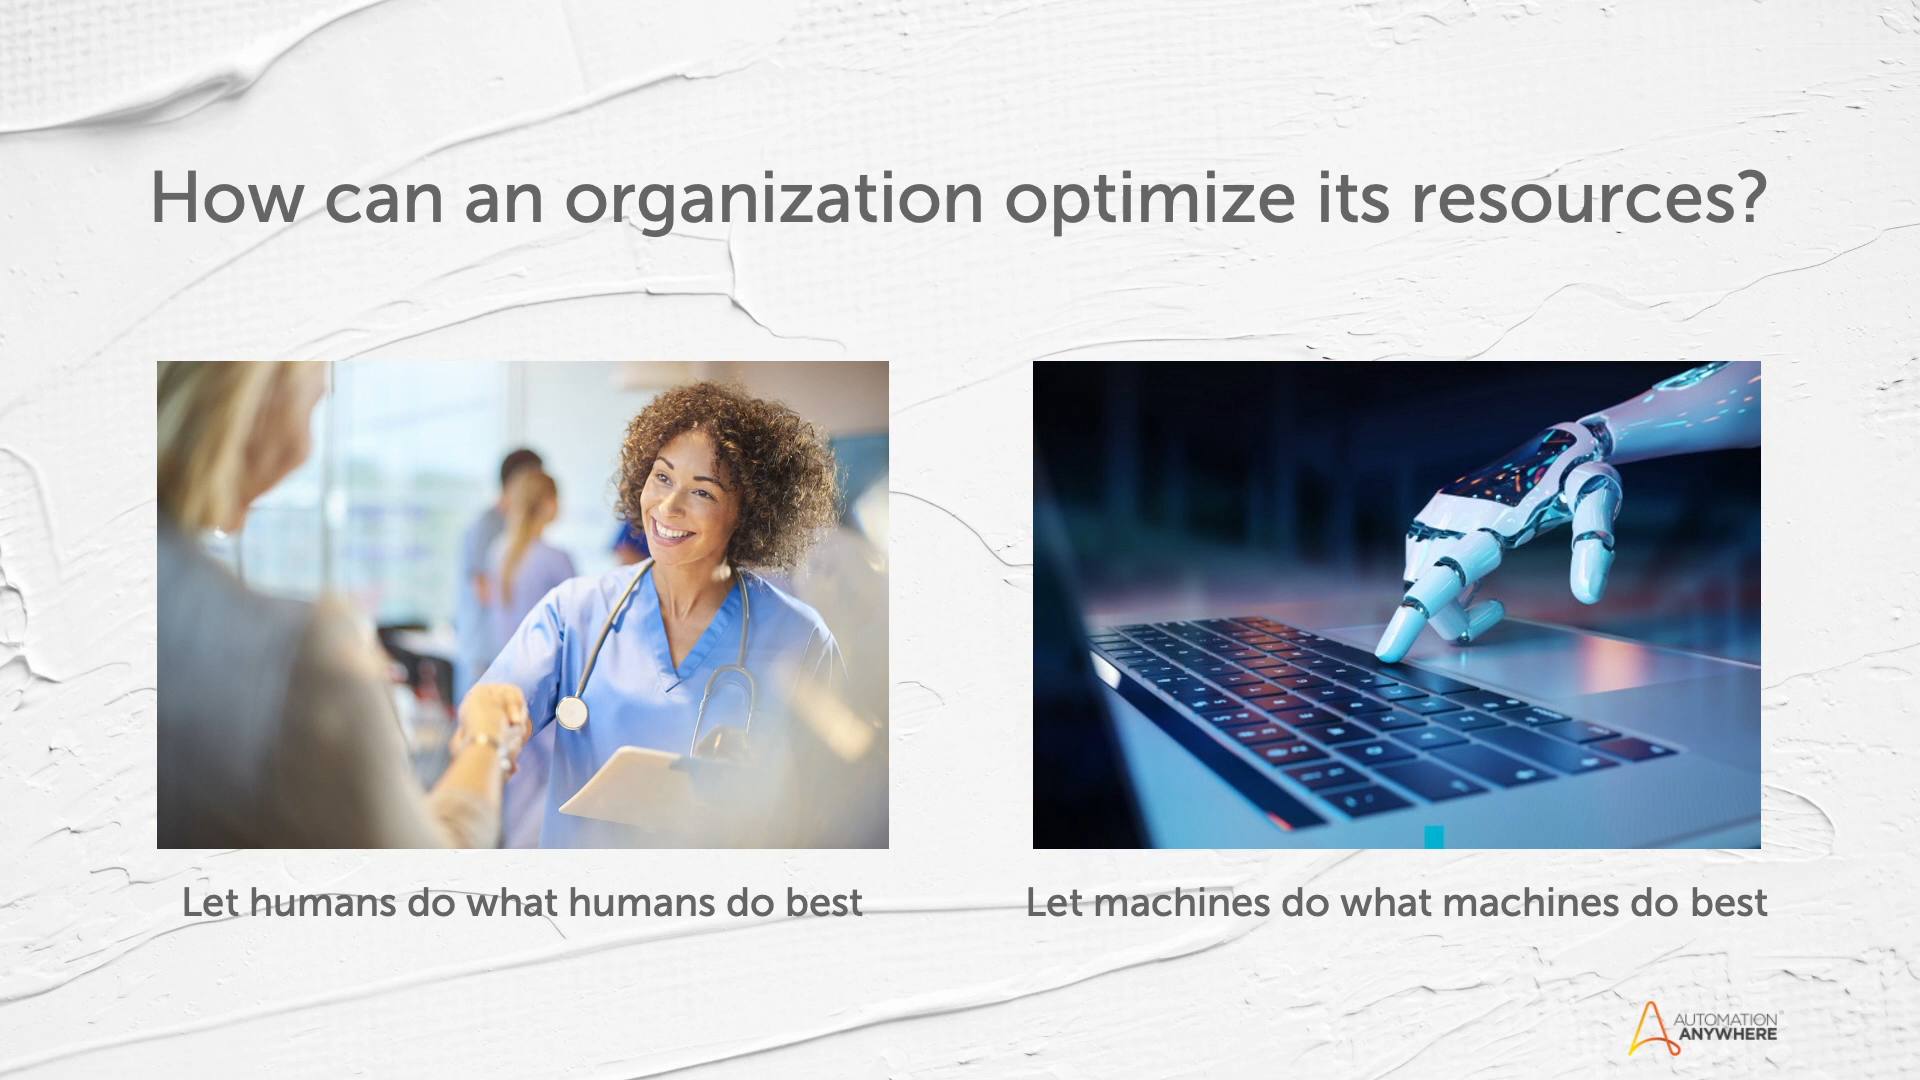 How can an organization optimize its resources?
Let humans do what humans do best
Let machines do what machines do best
AUTOMATION
ANYWHERE